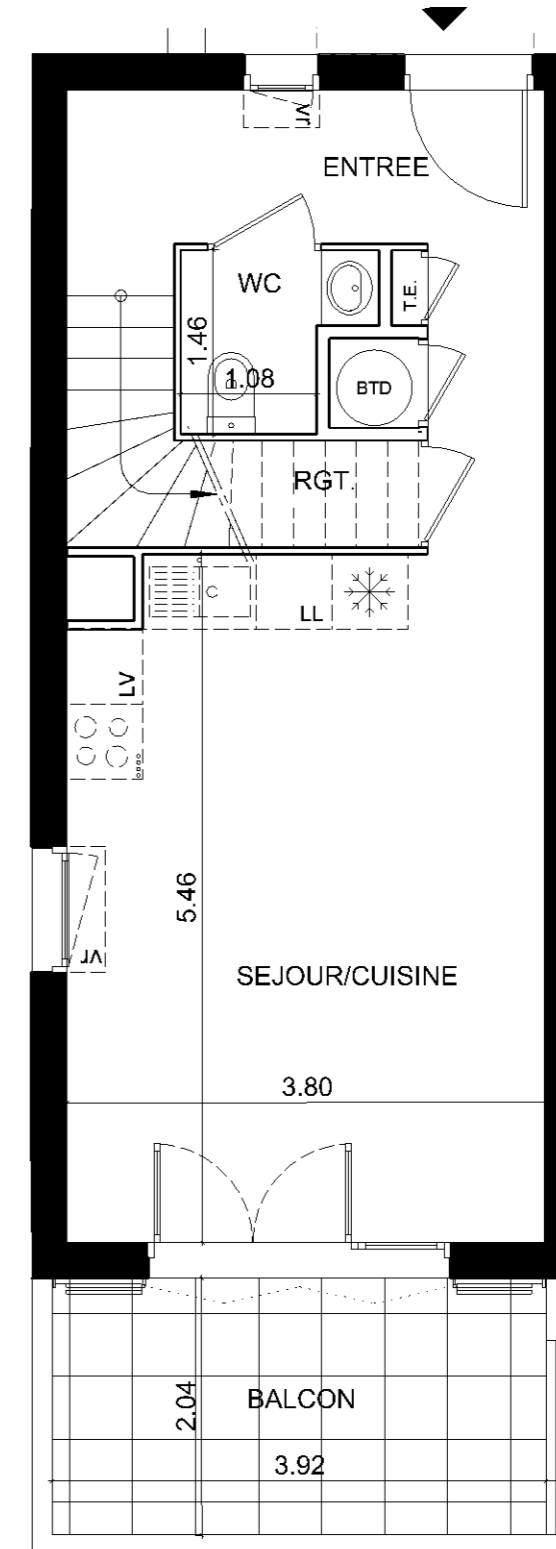 vr
ENTREE
WC
T.E.
1.46
1.08
BTD
RGT.
C
LL
LV
5.46
vr
SEJOUR/CUISINE
3.80
BALCON
2.04
3.92